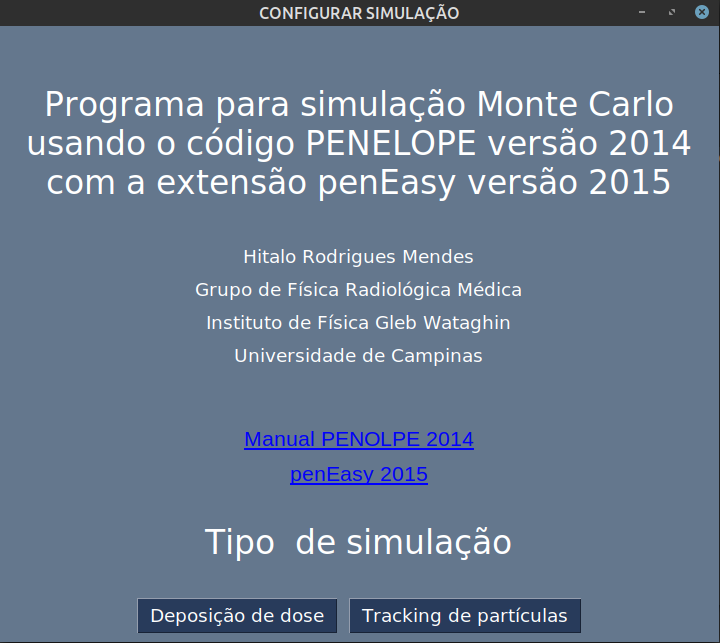 CONFIGURAR SIMULAÇÃO
Programa para simulação Monte Carlo
usando o código PENELOPE versão 2014
com a extensão penEasy versão 2015
Hitalo Rodrigues Mendes
Grupo de Física Radiológica Médica
Instituto de Física Gleb Wataghin
Universidade de Campinas
Manual PENOLPE 2014
penEasy 2015
Tipo  de simulação
Deposição de dose
Tracking de partículas